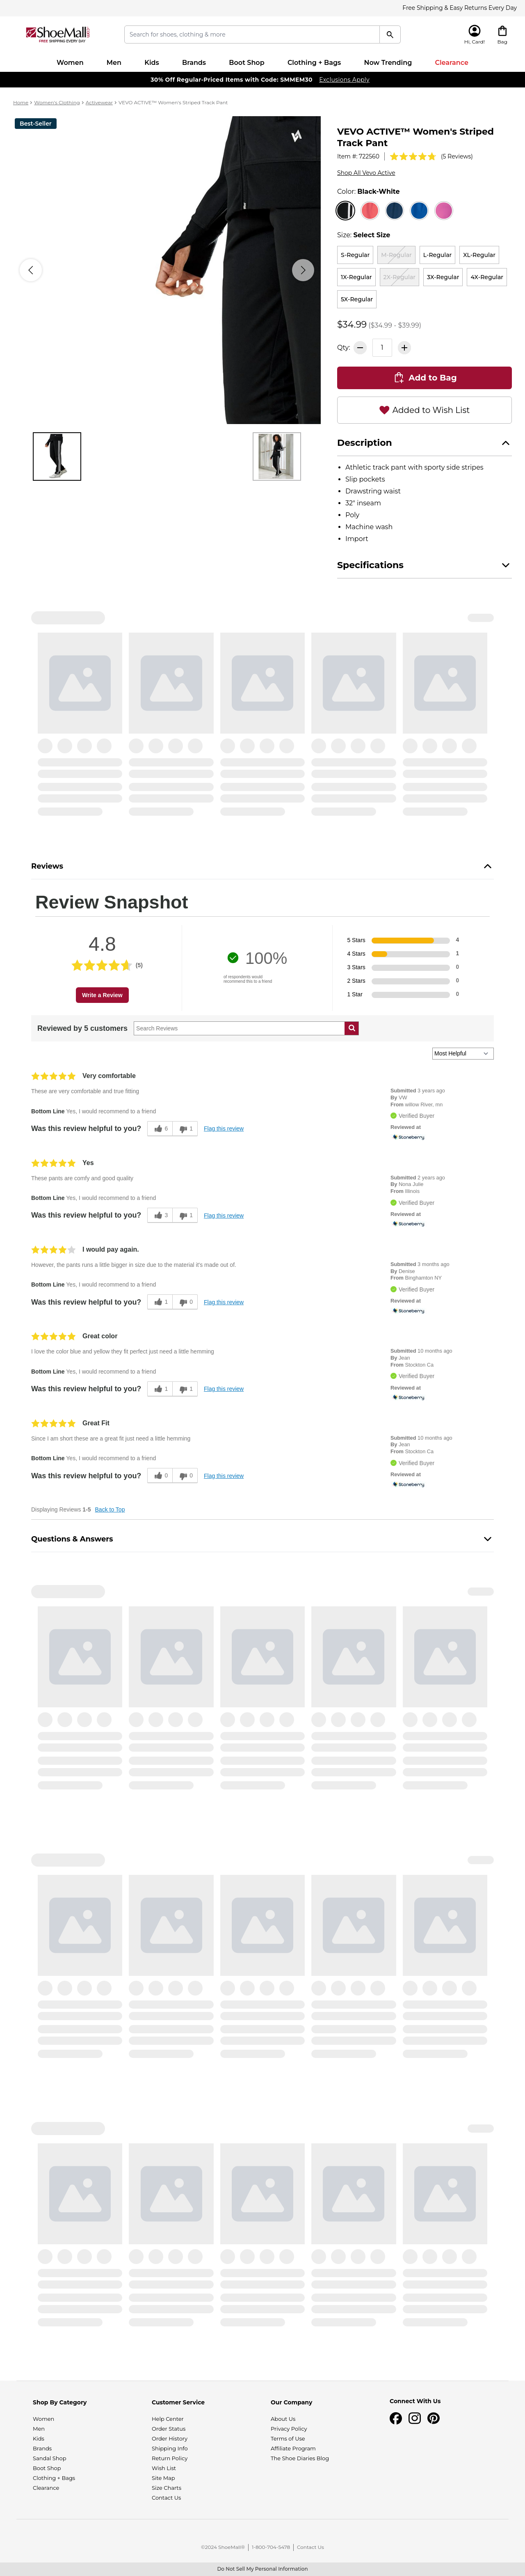 Free Shipping & Easy Returns Every Day
ShoeMall
FREE SHIPPING EVERY DAY
Search for shoes, clothing & more
Hi, Card!
Bag
Women Men Kids Brands Boot Shop Clothing + Bags Now Trending Clearance
30% Off Regular-Priced Items with Code: SMMEM30 Exclusions Apply
Home > Women's Clothing > Activewear > VEVO ACTIVE™ Women's Striped Track Pant
Best-Seller
VEVO ACTIVE™ Women's Striped
Track Pant
Item #: 722560 (5 Reviews)
Shop All Vevo Active
Color: Black-White
Size: Select Size
S-Regular M-Regular L-Regular XL-Regular
1X-Regular 2X-Regular 3X-Regular 4X-Regular
5X-Regular
$34.99 ($34.99 - $39.99)
Qty: 1
Add to Bag
Added to Wish List
Description
• Athletic track pant with sporty side stripes
• Slip pockets
• Drawstring waist
• 32" inseam
• Poly
• Machine wash
• Import
Specifications
Reviews
Review Snapshot
4.8
(5)
Write a Review
100%
of respondents would
recommend this to a friend
5 Stars 4
4 Stars 1
3 Stars 0
2 Stars 0
1 Star 0
Reviewed by 5 customers
Search Reviews
Most Helpful
Very comfortable
These pants are very comfortable and true fitting
Bottom Line Yes, I would recommend to a friend
Was this review helpful to you? 6 1 Flag this review
Submitted 3 years ago
By VW
From willow River, mn
Verified Buyer
Reviewed at
Stoneberry
Yes
These pants are comfy and good quality
Bottom Line Yes, I would recommend to a friend
Was this review helpful to you? 3 1 Flag this review
Submitted 2 years ago
By Nona Julie
From Illinois
Verified Buyer
Reviewed at
Stoneberry
I would pay again.
However, the pants runs a little bigger in size due to the material it's made out of.
Bottom Line Yes, I would recommend to a friend
Was this review helpful to you? 1 0 Flag this review
Submitted 3 months ago
By Denise
From Binghamton NY
Verified Buyer
Reviewed at
Stoneberry
Great color
I love the color blue and yellow they fit perfect just need a little hemming
Bottom Line Yes, I would recommend to a friend
Was this review helpful to you? 1 1 Flag this review
Submitted 10 months ago
By Jean
From Stockton Ca
Verified Buyer
Reviewed at
Stoneberry
Great Fit
Since I am short these are a great fit just need a little hemming
Bottom Line Yes, I would recommend to a friend
Was this review helpful to you? 0 0 Flag this review
Submitted 10 months ago
By Jean
From Stockton Ca
Verified Buyer
Reviewed at
Stoneberry
Displaying Reviews 1-5 Back to Top
Questions & Answers
Shop By Category
Women
Men
Kids
Brands
Sandal Shop
Boot Shop
Clothing + Bags
Clearance
Customer Service
Help Center
Order Status
Order History
Shipping Info
Return Policy
Wish List
Site Map
Size Charts
Contact Us
Our Company
About Us
Privacy Policy
Terms of Use
Affiliate Program
The Shoe Diaries Blog
Connect With Us
©2024 ShoeMall® 1-800-704-5478 Contact Us
Do Not Sell My Personal Information